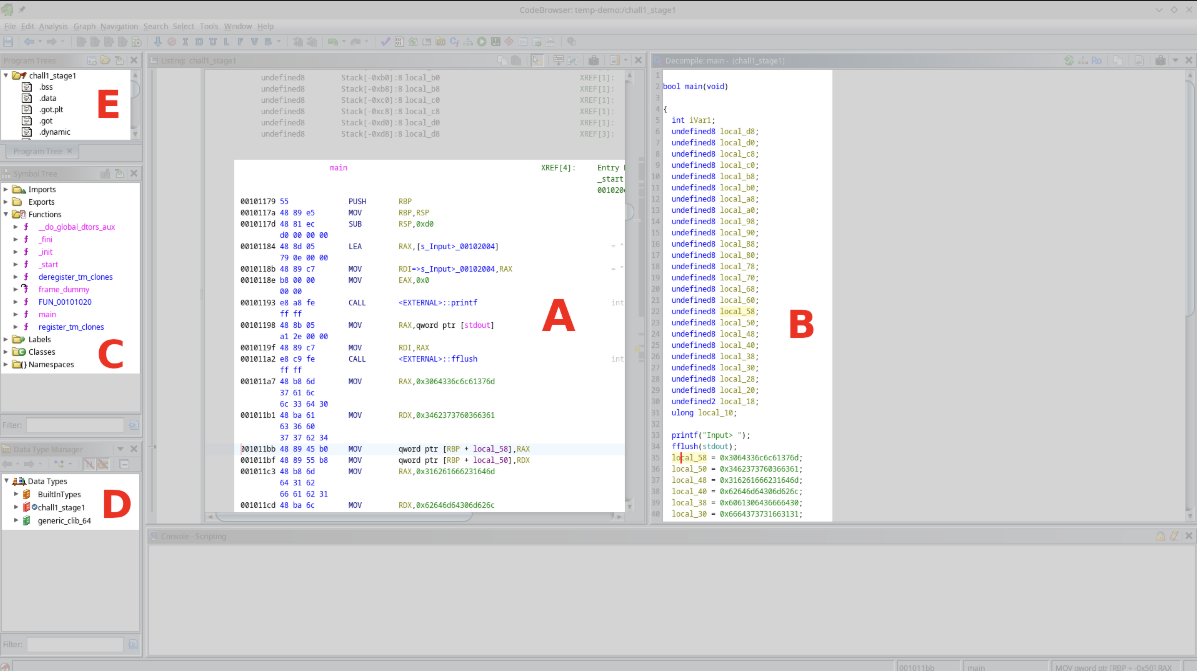 CodeBrowser: temp-demo:/chall1_stage1
File Edit Analysis Graph Navigation Search Select Tools Window Help
Program Trees
chall1_stage1
.bss
.data
.got.plt
.got
.dynamic
E
Program Tree
Symbol Tree
Imports
Exports
Functions
__do_global_dtors_aux
_fini
_init
_start
deregister_tm_clones
frame_dummy
FUN_00101020
main
register_tm_clones
Labels
Classes
Namespaces
C
Filter:
Data Type Manager
Data Types
BuiltInTypes
chall1_stage1
generic_clib_64
D
Filter:
Listing: chall1_stage1
undefined8 Stack[-0xb0]:8 local_b0 XREF[1]:
undefined8 Stack[-0xb8]:8 local_b8 XREF[1]:
undefined8 Stack[-0xc0]:8 local_c0 XREF[1]:
undefined8 Stack[-0xc8]:8 local_c8 XREF[1]:
undefined8 Stack[-0xd0]:8 local_d0 XREF[1]:
undefined8 Stack[-0xd8]:8 local_d8 XREF[3]:
main XREF[4]: Entry
_start
001020
00101179 55 PUSH RBP
0010117a 48 89 e5 MOV RBP,RSP
0010117d 48 81 ec SUB RSP,0xd0
d0 00 00 00
00101184 48 8d 05 LEA RAX,[s_Input>_00102004] = "
79 0e 00 00
0010118b 48 89 c7 MOV RDI=>s_Input>_00102004,RAX = "
0010118e b8 00 00 MOV EAX,0x0
00 00
00101193 e8 a8 fe CALL <EXTERNAL>::printf int
ff ff
00101198 48 8b 05 MOV RAX,qword ptr [stdout]
a1 2e 00 00
0010119f 48 89 c7 MOV RDI,RAX
001011a2 e8 c9 fe CALL <EXTERNAL>::fflush int
ff ff
001011a7 48 b8 6d MOV RAX,0x3064336c6c61376d
37 61 6c
6c 33 64 30
001011b1 48 ba 61 MOV RDX,0x3462373760366361
63 36 60
37 37 62 34
001011bb 48 89 45 b0 MOV qword ptr [RBP + local_58],RAX
001011bf 48 89 55 b8 MOV qword ptr [RBP + local_50],RDX
001011c3 48 b8 6d MOV RAX,0x316261666231646d
64 31 62
66 61 62 31
001011cd 48 ba 6c MOV RDX,0x62646d64306d626c
A
Decompile: main - (chall1_stage1)
1
2 bool main(void)
3
4 {
5 int iVar1;
6 undefined8 local_d8;
7 undefined8 local_d0;
8 undefined8 local_c8;
9 undefined8 local_c0;
10 undefined8 local_b8;
11 undefined8 local_b0;
12 undefined8 local_a8;
13 undefined8 local_a0;
14 undefined8 local_98;
15 undefined8 local_90;
16 undefined8 local_88;
17 undefined8 local_80;
18 undefined8 local_78;
19 undefined8 local_70;
20 undefined8 local_68;
21 undefined8 local_60;
22 undefined8 local_58;
23 undefined8 local_50;
24 undefined8 local_48;
25 undefined8 local_40;
26 undefined8 local_38;
27 undefined8 local_30;
28 undefined8 local_28;
29 undefined8 local_20;
30 undefined2 local_18;
31 ulong local_10;
32
33 printf("Input> ");
34 fflush(stdout);
35 local_58 = 0x3064336c6c61376d;
36 local_50 = 0x3462373760366361;
37 local_48 = 0x316261666231646d;
38 local_40 = 0x62646d64306d626c;
39 local_38 = 0x6061306436666430;
40 local_30 = 0x6664373731663131;
B
Console - Scripting
001011bb main MOV qword ptr [RBP + -0x50],RAX